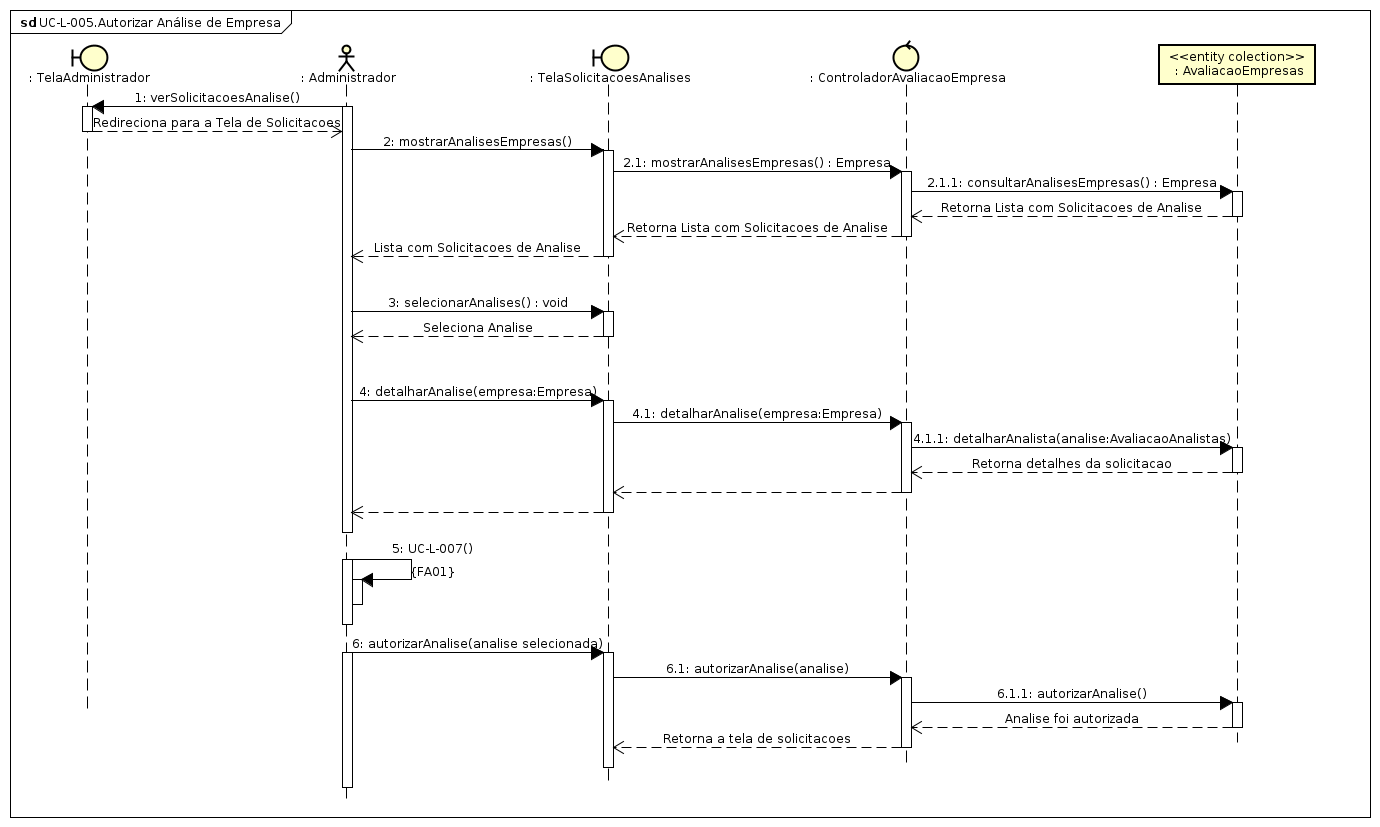 sd UC-L-005.Autorizar Análise de Empresa
: TelaAdministrador
: Administrador
: TelaSolicitacoesAnalises
: ControladorAvaliacaoEmpresa
<<entity colection>>
: AvaliacaoEmpresas
1: verSolicitacoesAnalise()
Redireciona para a Tela de Solicitacoes
2: mostrarAnalisesEmpresas()
2.1: mostrarAnalisesEmpresas() : Empresa
2.1.1: consultarAnalisesEmpresas() : Empresa
Retorna Lista com Solicitacoes de Analise
Retorna Lista com Solicitacoes de Analise
Lista com Solicitacoes de Analise
3: selecionarAnalises() : void
Seleciona Analise
4: detalharAnalise(empresa:Empresa)
4.1: detalharAnalise(empresa:Empresa)
4.1.1: detalharAnalista(analise:AvaliacaoAnalistas)
Retorna detalhes da solicitacao
5: UC-L-007()
{FA01}
6: autorizarAnalise(analise selecionada)
6.1: autorizarAnalise(analise)
6.1.1: autorizarAnalise()
Analise foi autorizada
Retorna a tela de solicitacoes